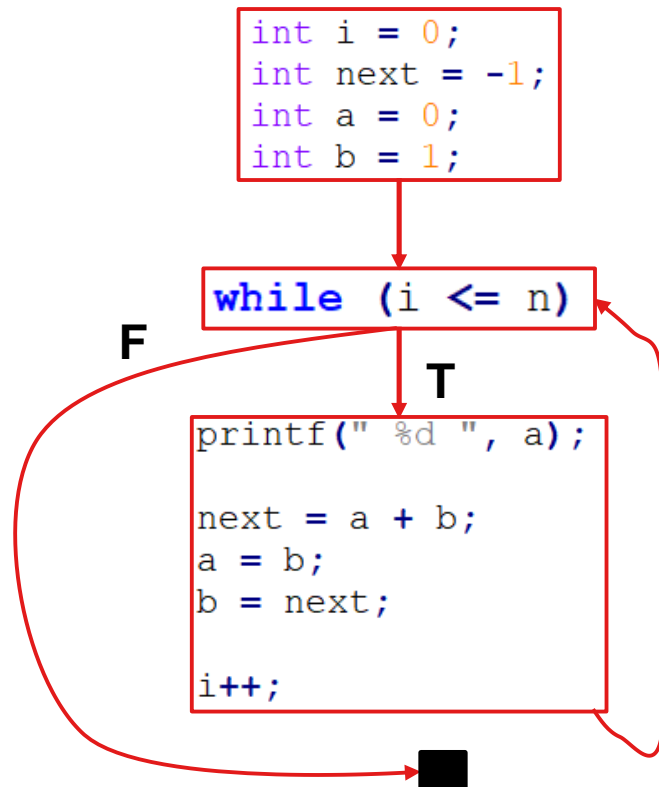 int i = 0;
int next = -1;
int a = 0;
int b = 1;
while (i <= n)
F
T
printf(" %d ", a);
next = a + b;
a = b;
b = next;
i++;